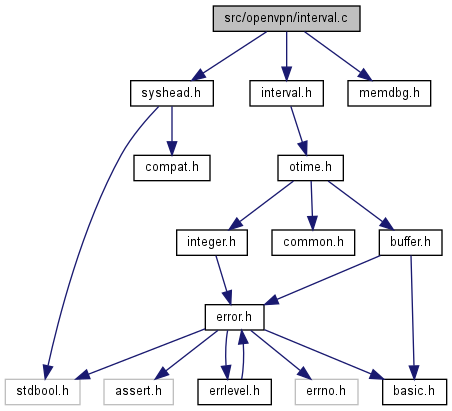 src/openvpn/interval.c
syshead.h
interval.h
memdbg.h
compat.h
otime.h
integer.h
common.h
buffer.h
error.h
stdbool.h
assert.h
errlevel.h
errno.h
basic.h